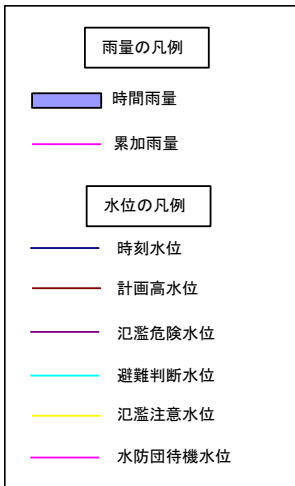 雨量の凡例
時間雨量
累加雨量
水位の凡例
時刻水位
計画高水位
氾濫危険水位
避難判断水位
氾濫注意水位
水防団待機水位